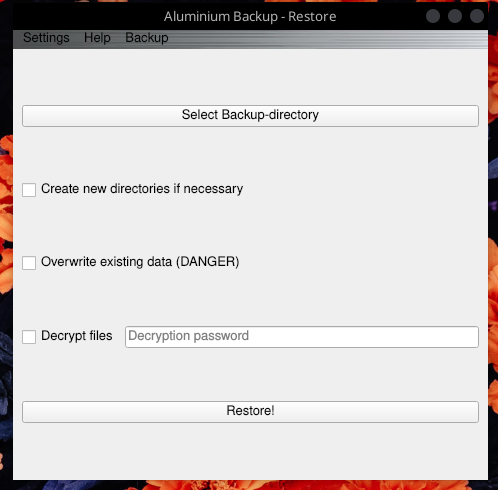 Aluminium Backup - Restore
Settings Help Backup
Select Backup-directory
Create new directories if necessary
Overwrite existing data (DANGER)
Decrypt files Decryption password
Restore!